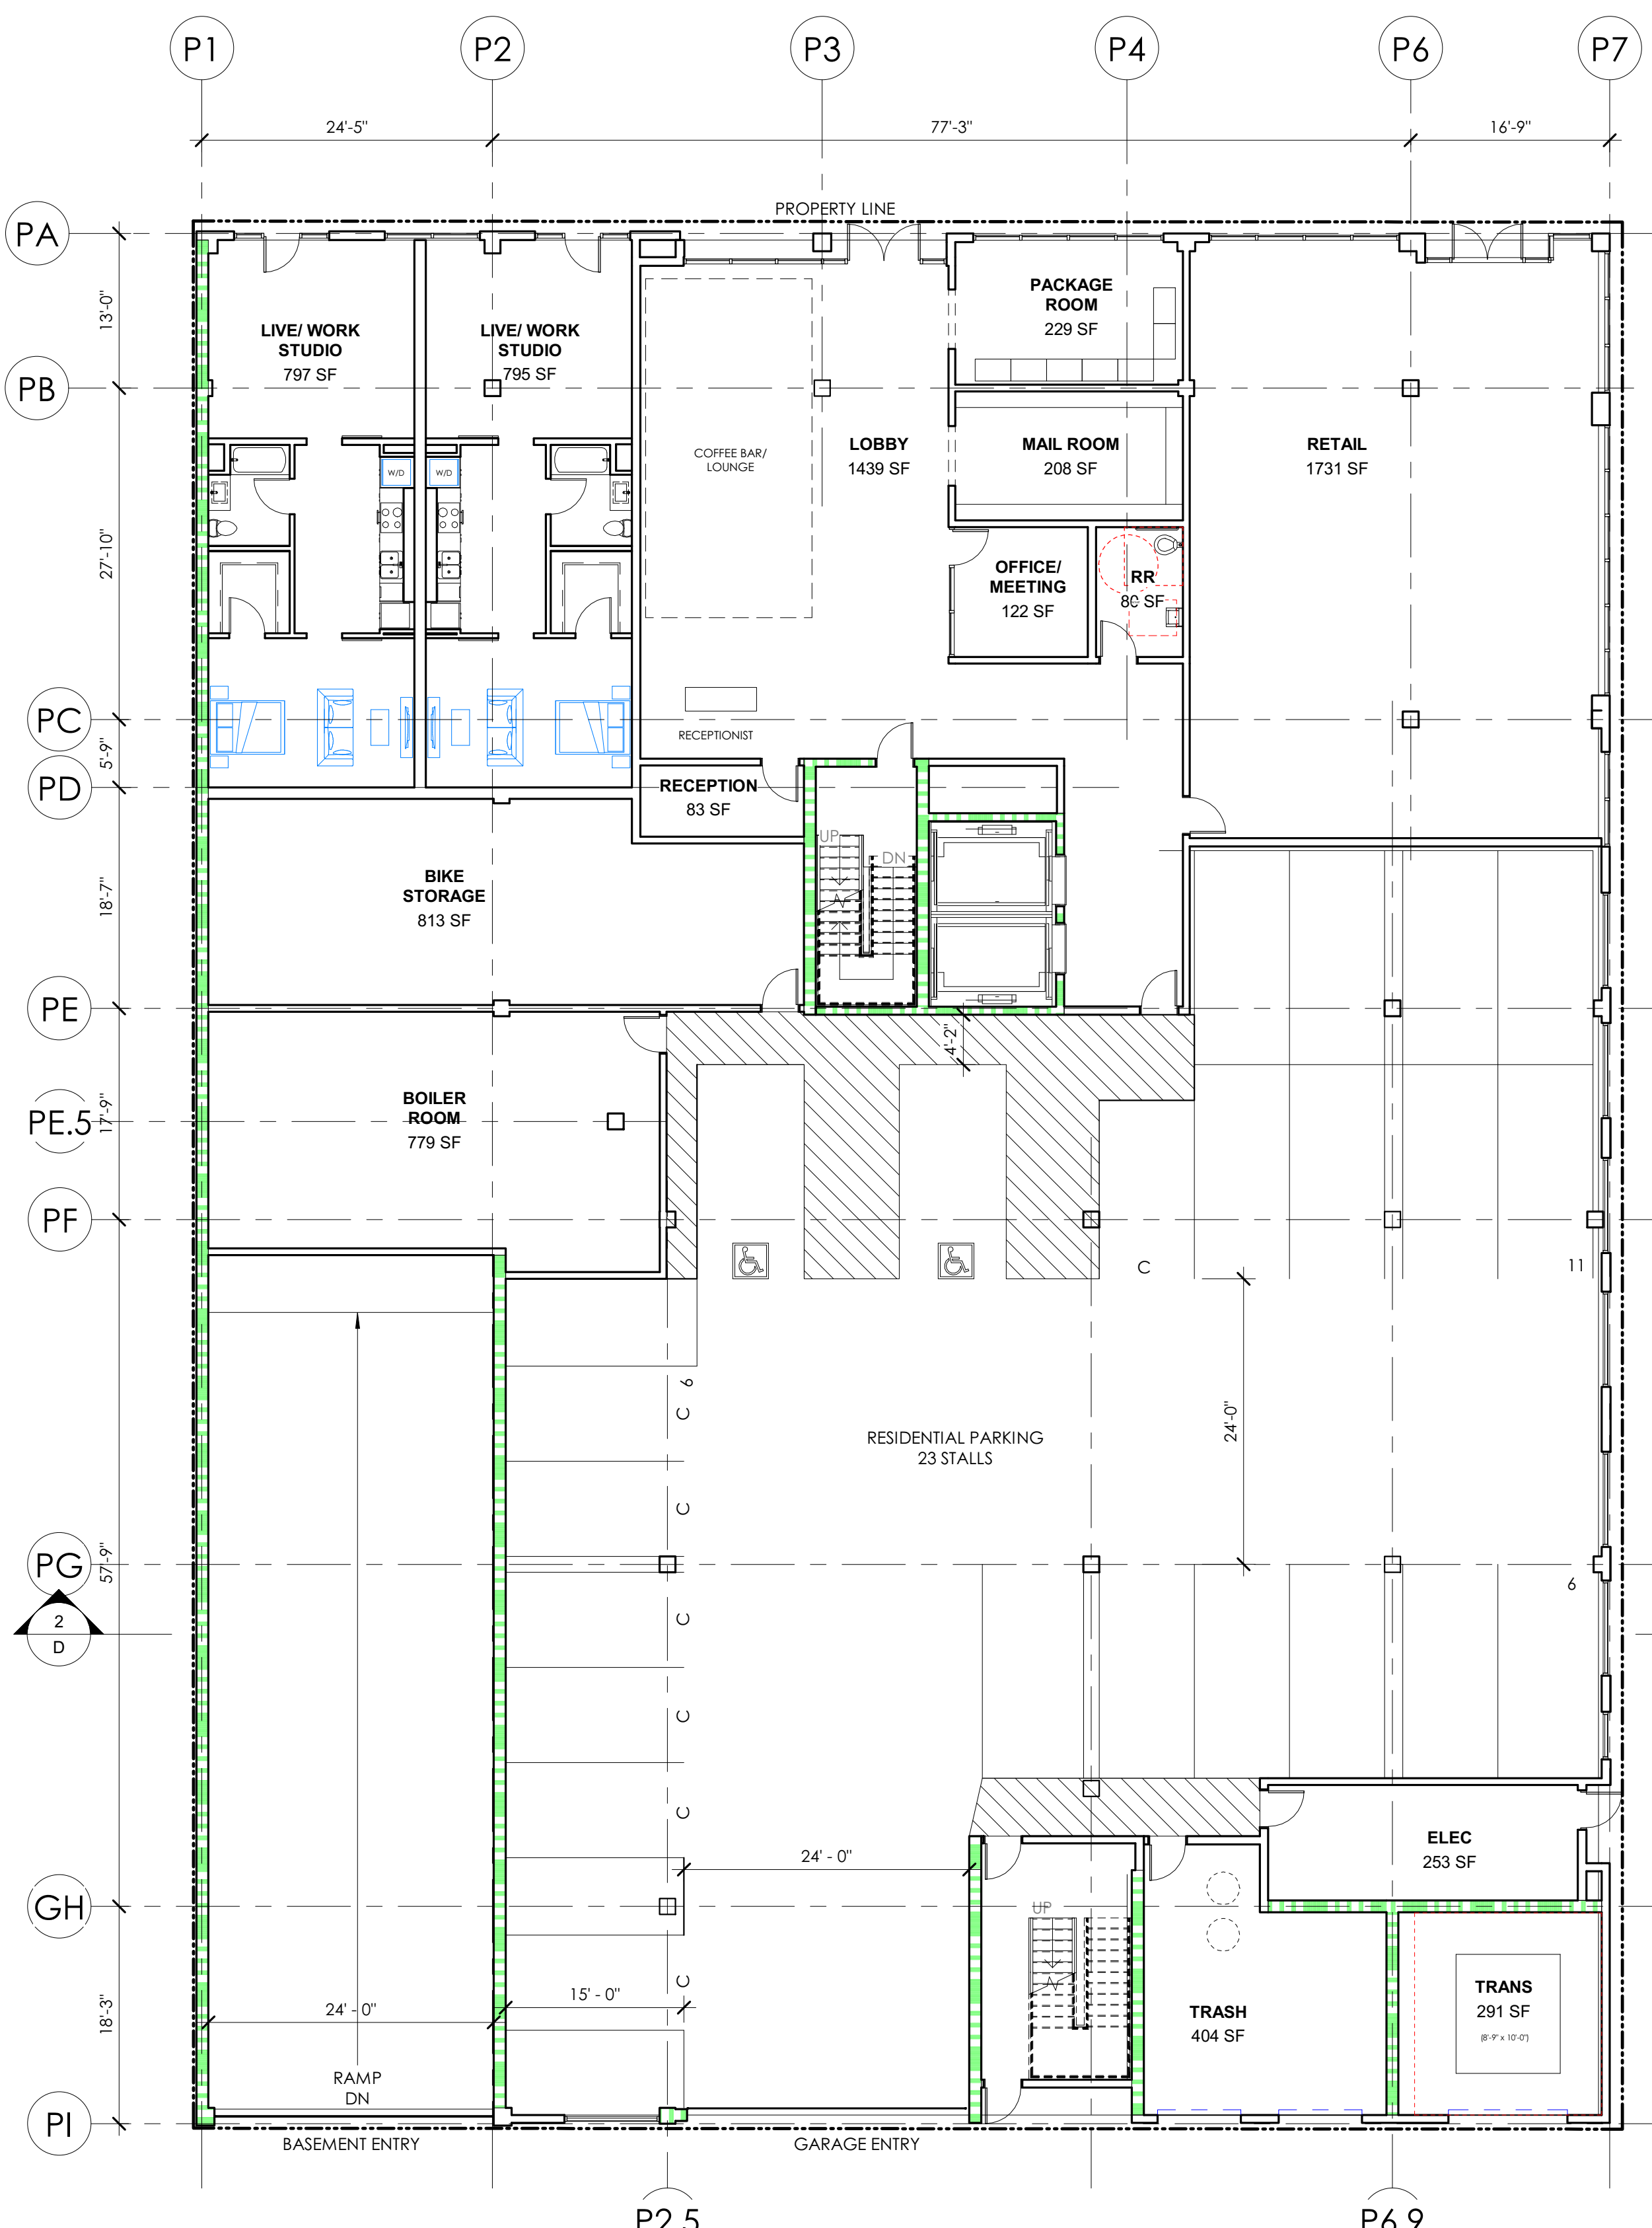 P1
P2
P3
P4
P6
P7
24'-5"
77'-3"
16'-9"
PROPERTY LINE
PA
13'-0"
PB
27'-10"
PC
5'-9"
PD
18'-7"
PE
PE.5
17'-9"
PF
PG
57'-9"
2
D
GH
18'-3"
PI
LIVE/ WORK
STUDIO
797 SF
LIVE/ WORK
STUDIO
795 SF
W/D
W/D
COFFEE BAR/
LOUNGE
LOBBY
1439 SF
PACKAGE
ROOM
229 SF
MAIL ROOM
208 SF
RETAIL
1731 SF
OFFICE/
MEETING
122 SF
RR
80 SF
RECEPTIONIST
RECEPTION
83 SF
UP
DN
BIKE
STORAGE
813 SF
4'-2"
BOILER
ROOM
779 SF
C
11
6
C
24'-0"
RESIDENTIAL PARKING
23 STALLS
C
C
6
C
C
24' - 0"
ELEC
253 SF
UP
C
15' - 0"
24' - 0"
TRASH
404 SF
TRANS
291 SF
(8'-9" x 10'-0")
RAMP
DN
BASEMENT ENTRY
GARAGE ENTRY
P2.5
P6.9